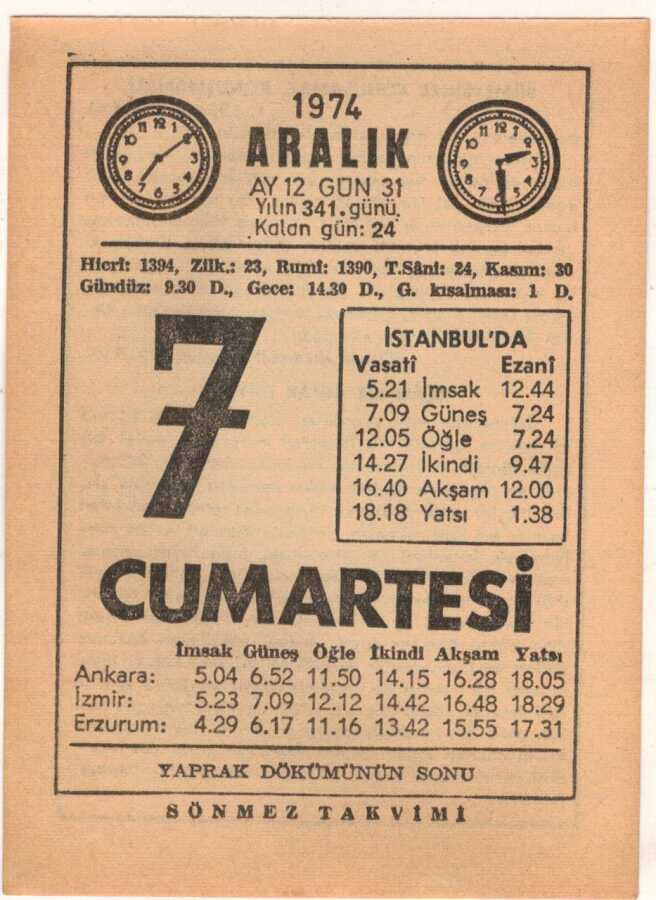 1974
ARALIK
AY 12 GÜN 31
Yılın 341. günü.
Kalan gün: 24
Hicrî: 1394, Zilk.: 23, Rumî: 1390, T.Sâni: 24, Kasım: 30
Gündüz: 9.30 D., Gece: 14.30 D., G. kısalması: 1 D.
7
İSTANBUL'DA
Vasatî Ezanî
5.21 İmsak 12.44
7.09 Güneş 7.24
12.05 Öğle 7.24
14.27 İkindi 9.47
16.40 Akşam 12.00
18.18 Yatsı 1.38
CUMARTESİ
İmsak Güneş Öğle İkindi Akşam Yatsı
Ankara: 5.04 6.52 11.50 14.15 16.28 18.05
İzmir: 5.23 7.09 12.12 14.42 16.48 18.29
Erzurum: 4.29 6.17 11.16 13.42 15.55 17.31
YAPRAK DÖKÜMÜNÜN SONU
SÖNMEZ TAKVİMİ